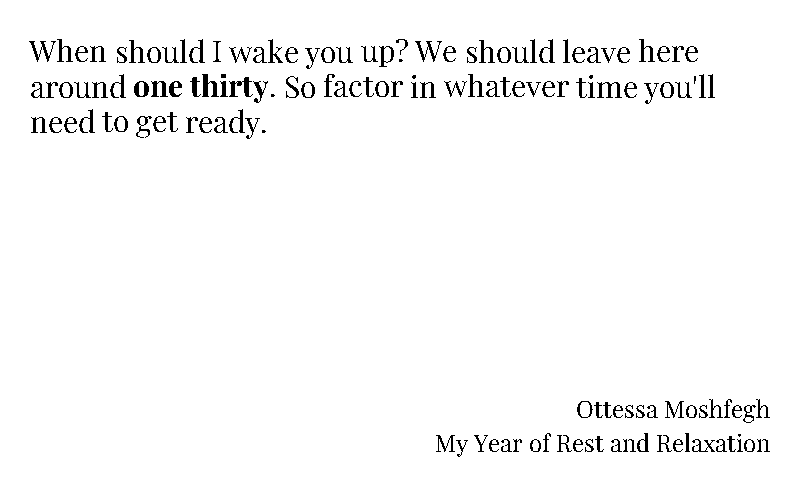 When should I wake you up? We should leave here
around one thirty. So factor in whatever time you'll
need to get ready.
Ottessa Moshfegh
My Year of Rest and Relaxation